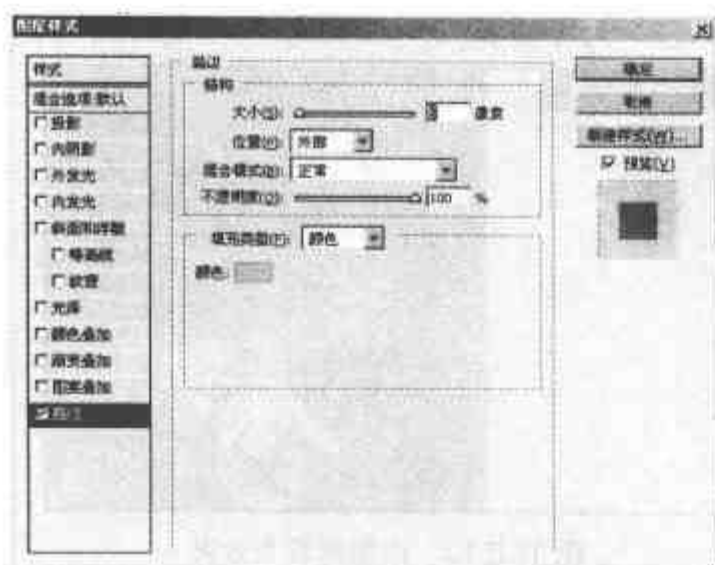 图层样式
样式
混合选项:默认
投影
内阴影
外发光
内发光
斜面和浮雕
等高线
纹理
光泽
颜色叠加
渐变叠加
图案叠加
描边
描边
结构
大小(S): 像素
位置(P): 外部
混合模式(B): 正常
不透明度(O): 100 %
填充类型(F): 颜色
颜色:
确定
取消
新建样式(W)...
预览(V)